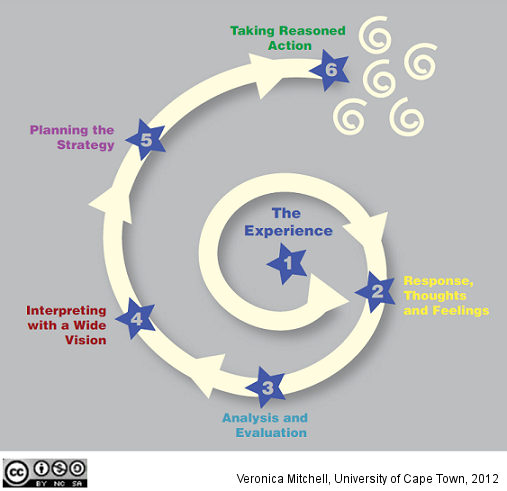 Taking Reasoned
Action
6
Planning the
Strategy
5
The
Experience
1
2
Response,
Thoughts
and Feelings
Interpreting
with a Wide
Vision
4
3
Analysis and
Evaluation
cc
BY NC SA
Veronica Mitchell, University of Cape Town, 2012